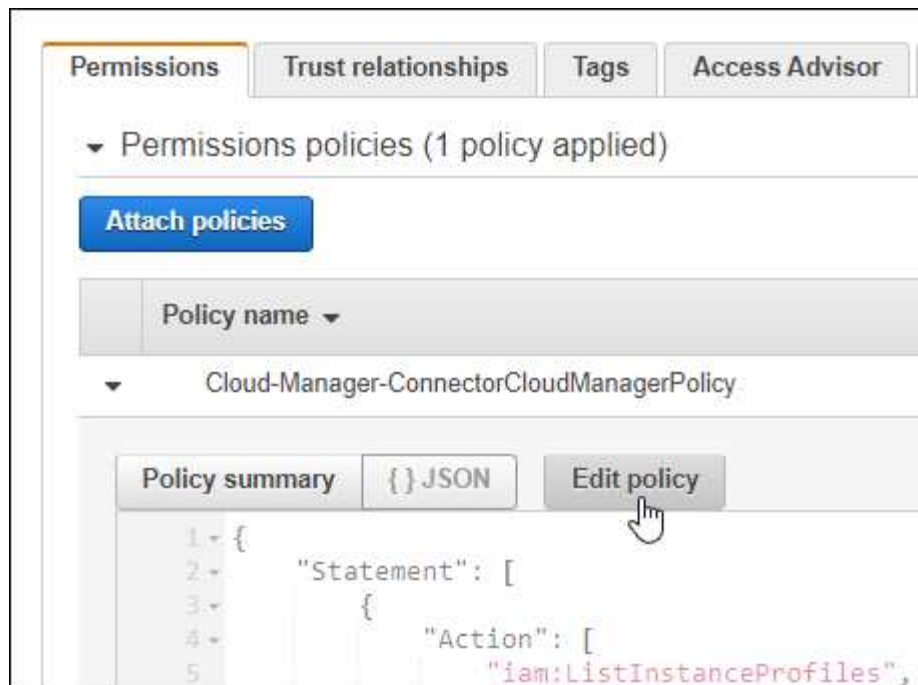 Permissions Trust relationships Tags Access Advisor
Permissions policies (1 policy applied)
Attach policies
Policy name
Cloud-Manager-ConnectorCloudManagerPolicy
Policy summary { } JSON Edit policy
1 {
2 "Statement": [
3 {
4 "Action": [
5 "iam:ListInstanceProfiles",